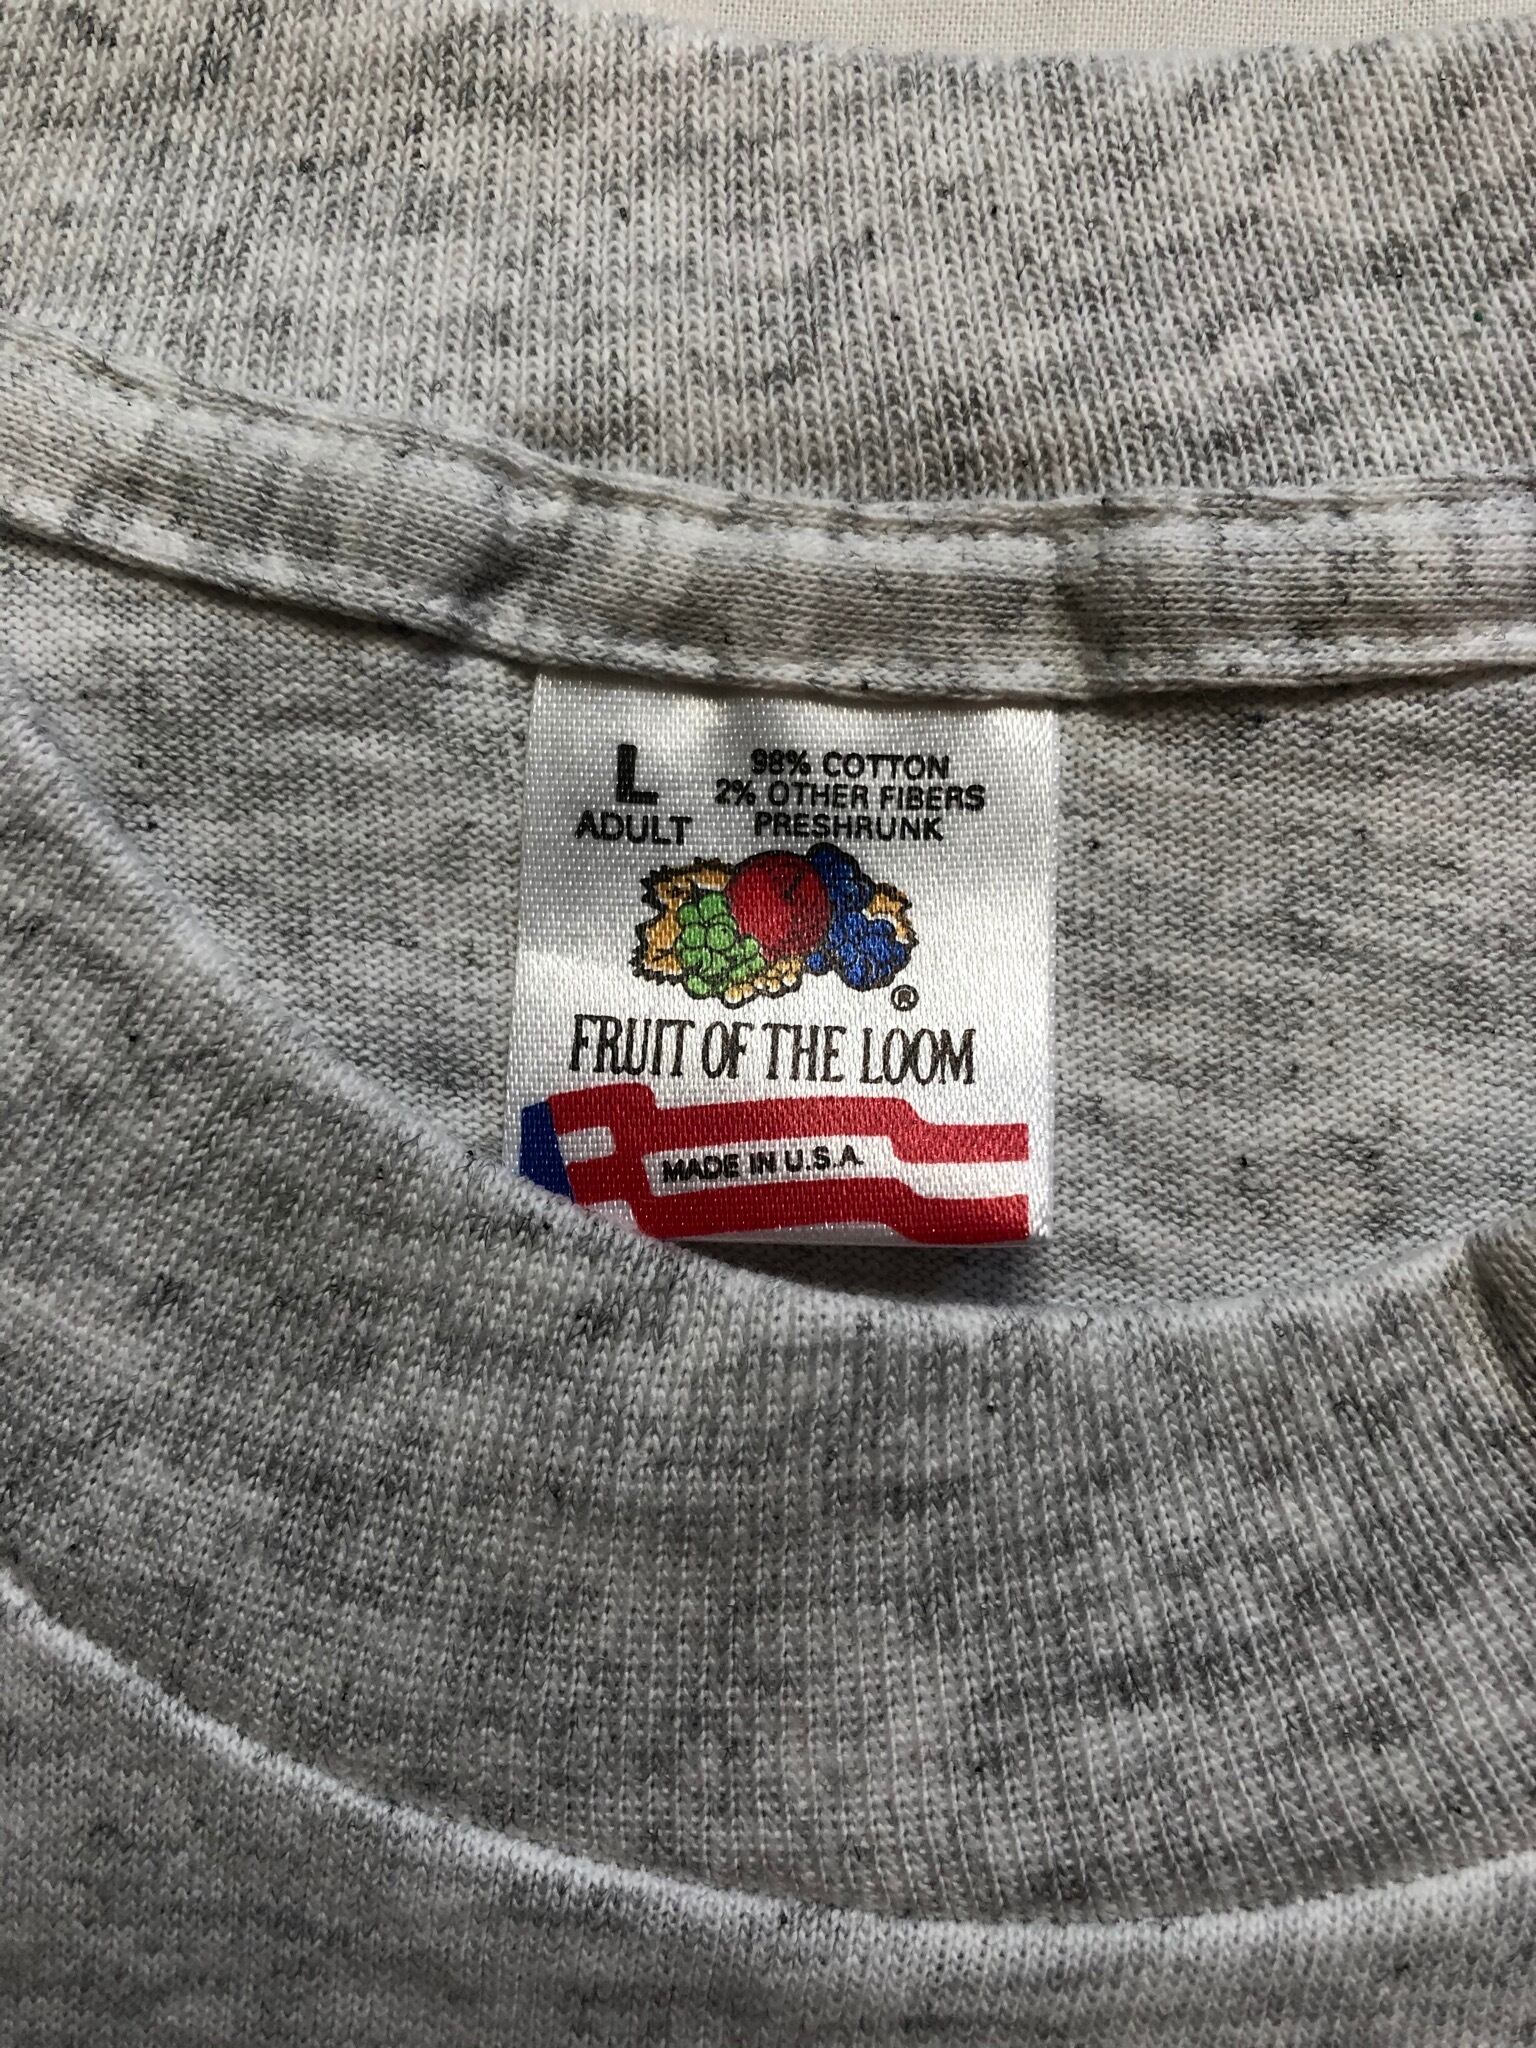 L
ADULT
98% COTTON
2% OTHER FIBERS
PRESHRUNK
®
FRUIT OF THE LOOM
MADE IN U.S.A.